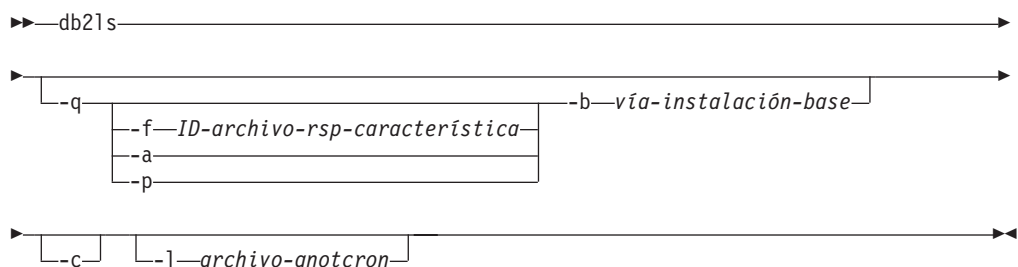 db2ls
-q -b vía-instalación-base
-f ID-archivo-rsp-característica
-a
-p
-c -l archivo-anotcron